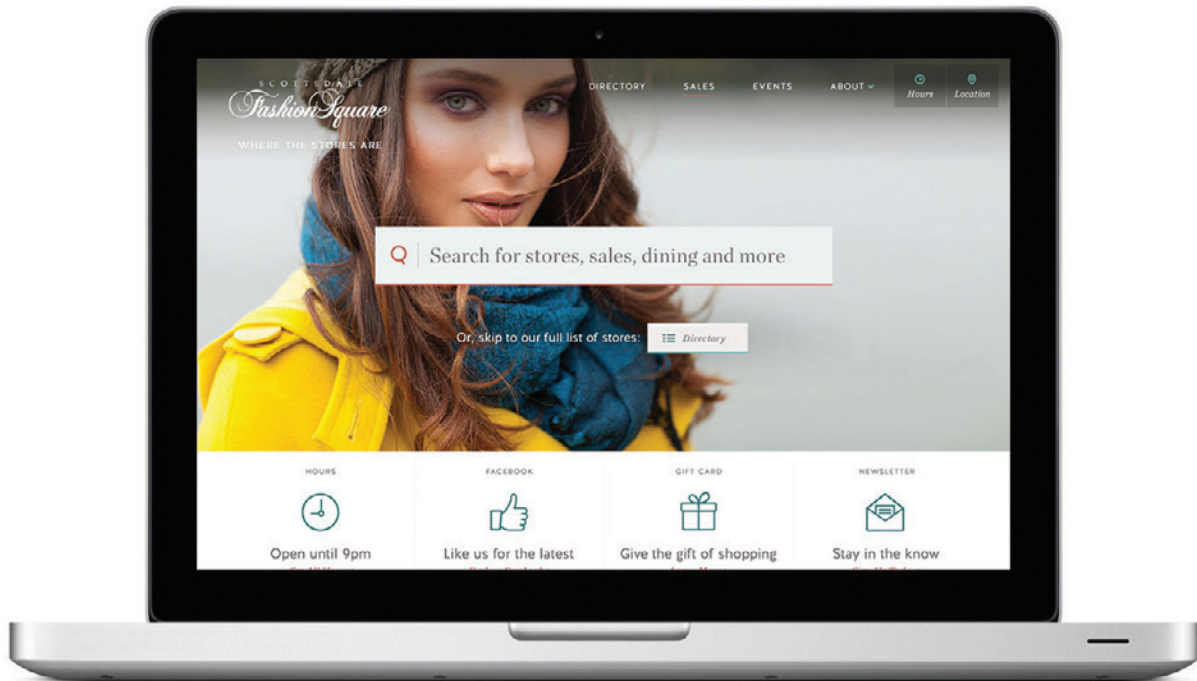 SCOTTSDALE
Fashion Square
WHERE THE STORES ARE
DIRECTORY
SALES
EVENTS
ABOUT
Hours
Location
Search for stores, sales, dining and more
Or, skip to our full list of stores:
Directory
HOURS
FACEBOOK
GIFT CARD
NEWSLETTER
Open until 9pm
Like us for the latest
Give the gift of shopping
Stay in the know